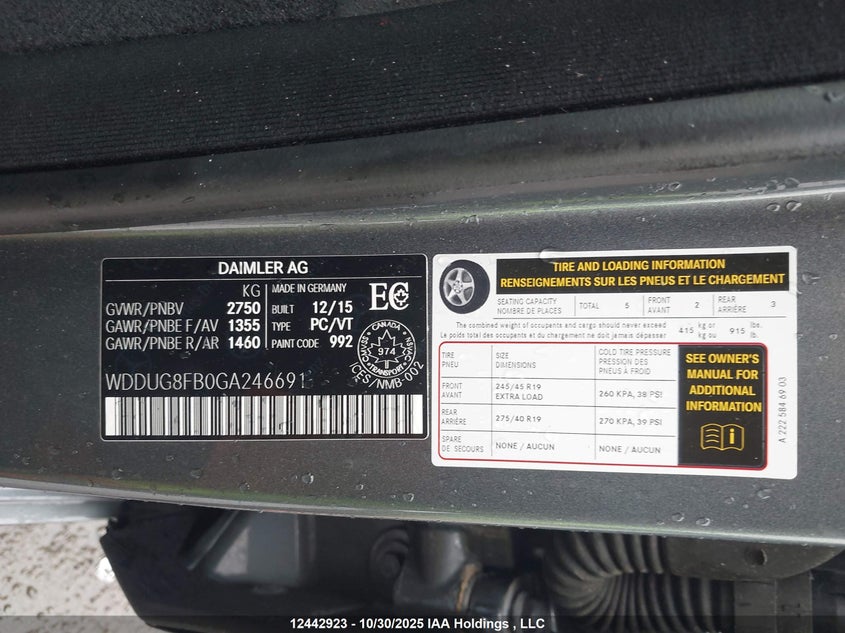 DAIMLER AG
KG MADE IN GERMANY
GVWR/PNBV 2750 BUILT 12/15
GAWR/PNBE F/AV 1355 TYPE PC/VT
GAWR/PNBE R/AR 1460 PAINT CODE 992
EC
CANADA
974
TRANSPORT
ICES/NMB-002
WDDUG8FB0GA246691
TIRE AND LOADING INFORMATION
RENSEIGNEMENTS SUR LES PNEUS ET LE CHARGEMENT
SEATING CAPACITY
NOMBRE DE PLACES
TOTAL 5
FRONT
AVANT
2
REAR
ARRIÈRE
3
The combined weight of occupants and cargo should never exceed
Le poids total des occupants et du chargement ne doit jamais dépasser
415 kg or
kg ou
915 lbs.
lb.
TIRE
PNEU
SIZE
DIMENSIONS
COLD TIRE PRESSURE
PRESSION DES
PNEUS À FROID
FRONT
AVANT
245/45 R19
EXTRA LOAD
260 KPA, 38 PSI
REAR
ARRIÈRE
275/40 R19
270 KPA, 39 PSI
SPARE
DE SECOURS
NONE / AUCUN
NONE / AUCUN
SEE OWNER'S
MANUAL FOR
ADDITIONAL
INFORMATION
i
A 222 584 69 03
12442923 - 10/30/2025 IAA Holdings , LLC